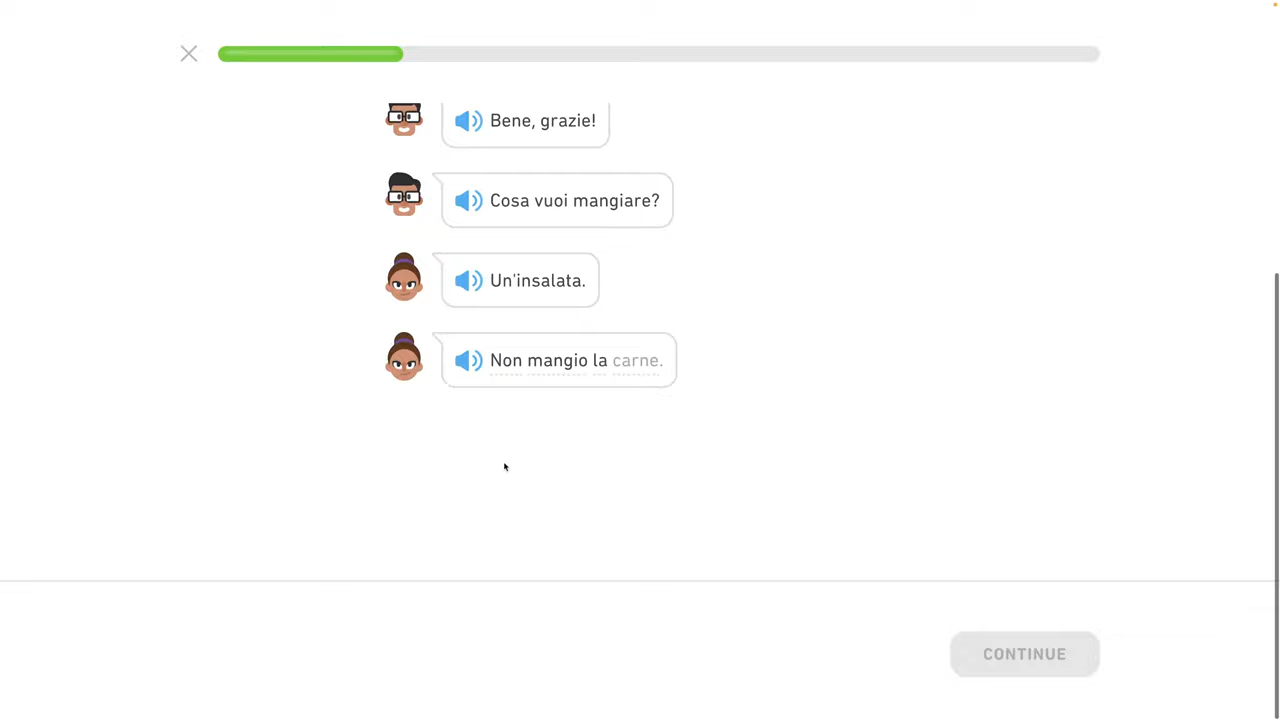 Bene, grazie!
Cosa vuoi mangiare?
Un'insalata.
Non mangio la carne.
CONTINUE